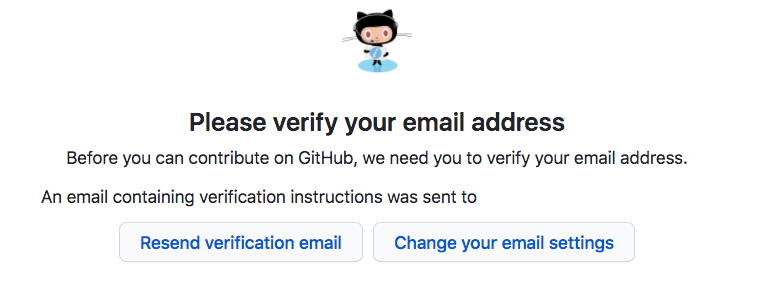 Please verify your email address
Before you can contribute on GitHub, we need you to verify your email address.
An email containing verification instructions was sent to
Resend verification email
Change your email settings